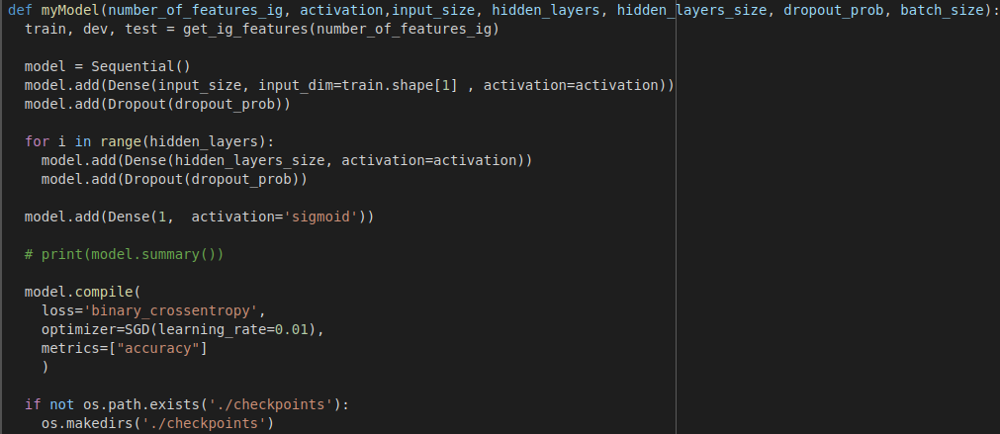 def myModel(number_of_features_ig, activation,input_size, hidden_layers, hidden_layers_size, dropout_prob, batch_size):
  train, dev, test = get_ig_features(number_of_features_ig)

  model = Sequential()
  model.add(Dense(input_size, input_dim=train.shape[1] , activation=activation))
  model.add(Dropout(dropout_prob))

  for i in range(hidden_layers):
    model.add(Dense(hidden_layers_size, activation=activation))
    model.add(Dropout(dropout_prob))

  model.add(Dense(1,  activation='sigmoid'))

  # print(model.summary())

  model.compile(
    loss='binary_crossentropy',
    optimizer=SGD(learning_rate=0.01),
    metrics=["accuracy"]
    )

  if not os.path.exists('./checkpoints'):
    os.makedirs('./checkpoints')